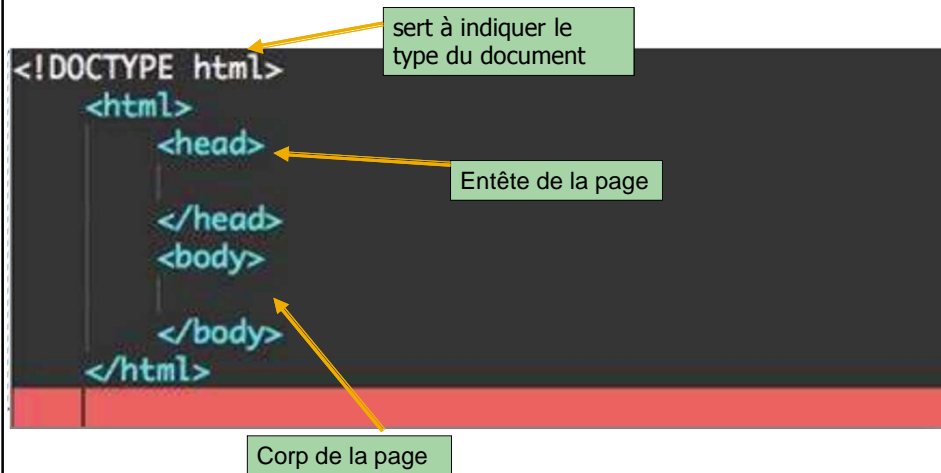 sert à indiquer le
type du document
<!DOCTYPE html>
<html>
<head>
Entête de la page
</head>
<body>
</body>
</html>
Corp de la page